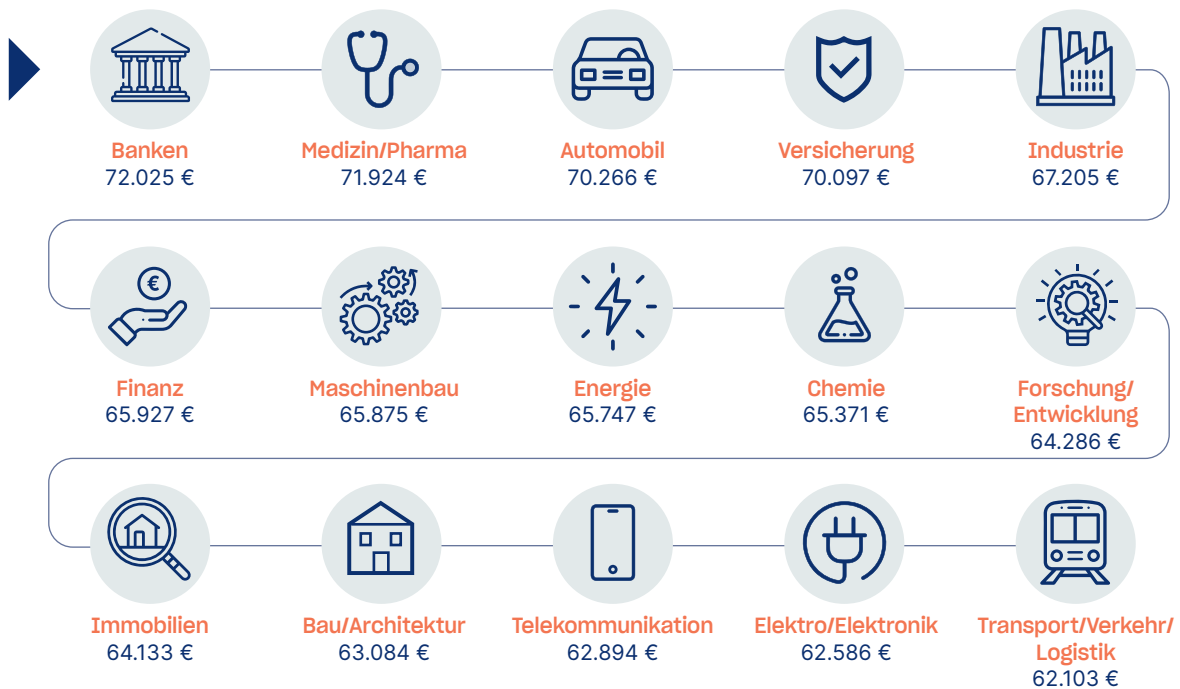 Banken
72.025 €
Medizin/Pharma
71.924 €
Automobil
70.266 €
Versicherung
70.097 €
Industrie
67.205 €
€
Finanz
65.927 €
Maschinenbau
65.875 €
Energie
65.747 €
Chemie
65.371 €
Forschung/
Entwicklung
64.286 €
Immobilien
64.133 €
Bau/Architektur
63.084 €
Telekommunikation
62.894 €
Elektro/Elektronik
62.586 €
Transport/Verkehr/
Logistik
62.103 €